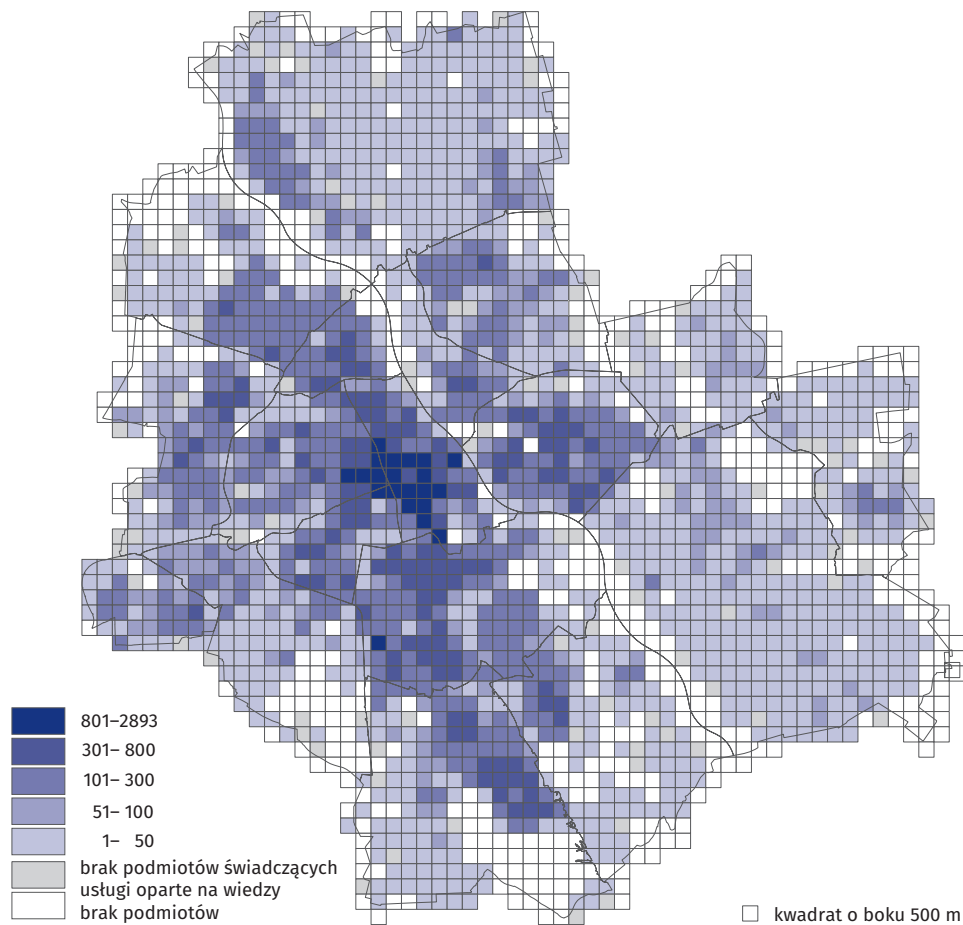 801–2893
301– 800
101– 300
51– 100
1– 50
brak podmiotów świadczących
usługi oparte na wiedzy
brak podmiotów
kwadrat o boku 500 m